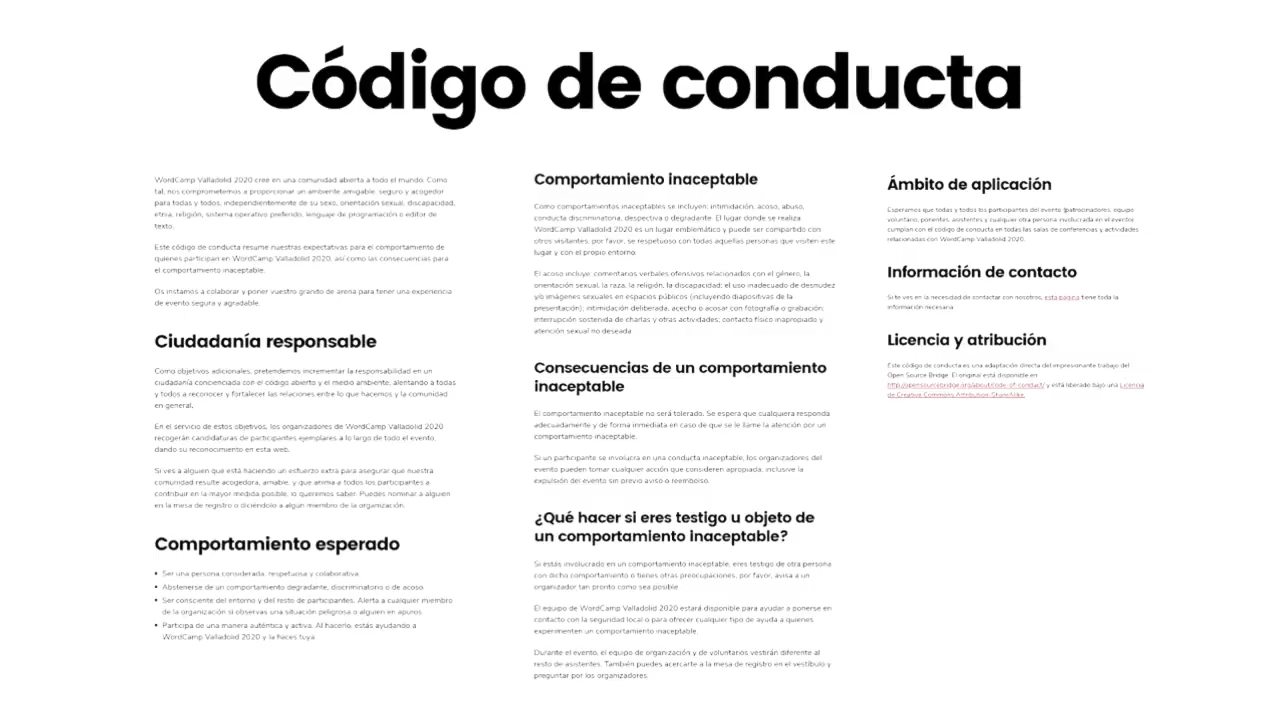 Código de conducta
WordCamp Valladolid 2020 cree en una comunidad abierta a todo el mundo. Como
tal, nos comprometemos a proporcionar un ambiente amigable, seguro y acogedor
para todas y todos, independientemente de su sexo, orientación sexual, discapacidad,
etnia, religión, sistema operativo preferido, lenguaje de programación o editor de
texto.
Este código de conducta resume nuestras expectativas para el comportamiento de
quienes participan en WordCamp Valladolid 2020, así como las consecuencias para
el comportamiento inaceptable.
Os instamos a colaborar y poner vuestro grando de arena para tener una experiencia
de evento segura y agradable.
Ciudadanía responsable
Como objetivos adicionales, pretendemos incrementar la responsabilidad en un
ciudadanía concienciada con el código abierto y el medio ambiente, alentando a todas
y todos a reconocer y fortalecer las relaciones entre lo que hacemos y la comunidad
en general.
En el servicio de estos objetivos, los organizadores de WordCamp Valladolid 2020
recogerán candidaturas de participantes ejemplares a lo largo de todo el evento,
dando su reconocimiento en esta web.
Si ves a alguien que está haciendo un esfuerzo extra para asegurar que nuestra
comunidad resulte acogedora, amable, y que anima a todos los participantes a
contribuir en la mayor medida posible, lo queremos saber. Puedes nominar a alguien
en la mesa de registro o diciéndolo a algún miembro de la organización.
Comportamiento esperado
• Ser una persona considerada, respetuosa y colaborativa.
• Abstenerse de un comportamiento degradante, discriminatorio o de acoso.
• Ser consciente del entorno y del resto de participantes. Alerta a cualquier miembro
de la organización si observas una situación peligrosa o alguien en apuros.
• Participa de una manera auténtica y activa. Al hacerlo, estás ayudando a
WordCamp Valladolid 2020 y la haces tuya.
Comportamiento inaceptable
Como comportamientos inaceptables se incluyen: intimidación, acoso, abuso,
conducta discriminatoria, despectiva o degradante. El lugar donde se realiza
WordCamp Valladolid 2020 es un lugar emblemático y puede ser compartido con
otros visitantes, por favor, se respetuoso con todas aquellas personas que visiten este
lugar y con el propio entorno.
El acoso incluye: comentarios verbales ofensivos relacionados con el género, la
orientación sexual, la raza, la religión, la discapacidad; el uso inadecuado de desnudez
y/o imágenes sexuales en espacios públicos (incluyendo diapositivas de la
presentación); intimidación deliberada, acecho o acosar con fotografía o grabación;
interrupción sostenida de charlas y otras actividades; contacto físico inapropiado y
atención sexual no deseada
Consecuencias de un comportamiento
inaceptable
El comportamiento inaceptable no será tolerado. Se espera que cualquiera responda
adecuadamente y de forma inmediata en caso de que se le llame la atención por un
comportamiento inaceptable.
Si un participante se involucra en una conducta inaceptable, los organizadores del
evento pueden tomar cualquier acción que consideren apropiada, inclusive la
expulsión del evento sin previo aviso o reembolso.
¿Qué hacer si eres testigo u objeto de
un comportamiento inaceptable?
Si estás involucrado en un comportamiento inaceptable, eres testigo de otra persona
con dicho comportamiento o tienes otras preocupaciones, por favor, avisa a un
organizador tan pronto como sea posible.
El equipo de WordCamp Valladolid 2020 estará disponible para ayudar a ponerse en
contacto con la seguridad local o para ofrecer cualquier tipo de ayuda a quienes
experimenten un comportamiento inaceptable.
Durante el evento, el equipo de organización y de voluntarios vestirán diferente al
resto de asistentes. También puedes acercarte a la mesa de registro en el vestíbulo y
preguntar por los organizadores.
Ámbito de aplicación
Esperamos que todas y todos los participantes del evento (patrocinadores, equipo
voluntario, ponentes, asistentes y cualquier otra persona involucrada en el evento)
cumplan con el código de conducta en todas las salas de conferencias y actividades
relacionadas con WordCamp Valladolid 2020.
Información de contacto
Si te ves en la necesidad de contactar con nosotros, esta página tiene toda la
información necesaria.
Licencia y atribución
Este código de conducta es una adaptación directa del impresionante trabajo del
Open Source Bridge. El original está disponible en
http://opensourcebridge.org/about/code-of-conduct/ y está liberado bajo una Licencia
de Creative Commons Attribution-ShareAlike.